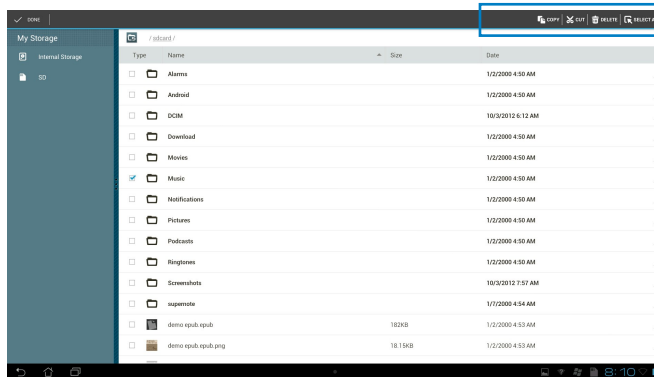 DONE COPY CUT DELETE SELECT A
My Storage / sdcard /
Internal Storage Type Name Size Date
SD Alarms 1/2/2000 4:50 AM
Android 1/2/2000 4:50 AM
DCIM 10/3/2012 6:12 AM
Download 1/2/2000 4:50 AM
Movies 1/2/2000 4:50 AM
Music 1/2/2000 4:50 AM
Notifications 1/2/2000 4:50 AM
Pictures 1/2/2000 4:50 AM
Podcasts 1/2/2000 4:50 AM
Ringtones 1/2/2000 4:50 AM
Screenshots 10/3/2012 7:57 AM
supernote 1/7/2000 4:54 AM
demo epub.epub 182KB 1/2/2000 4:53 AM
demo epub.epub.png 18.15KB 1/2/2000 4:53 AM
8:10